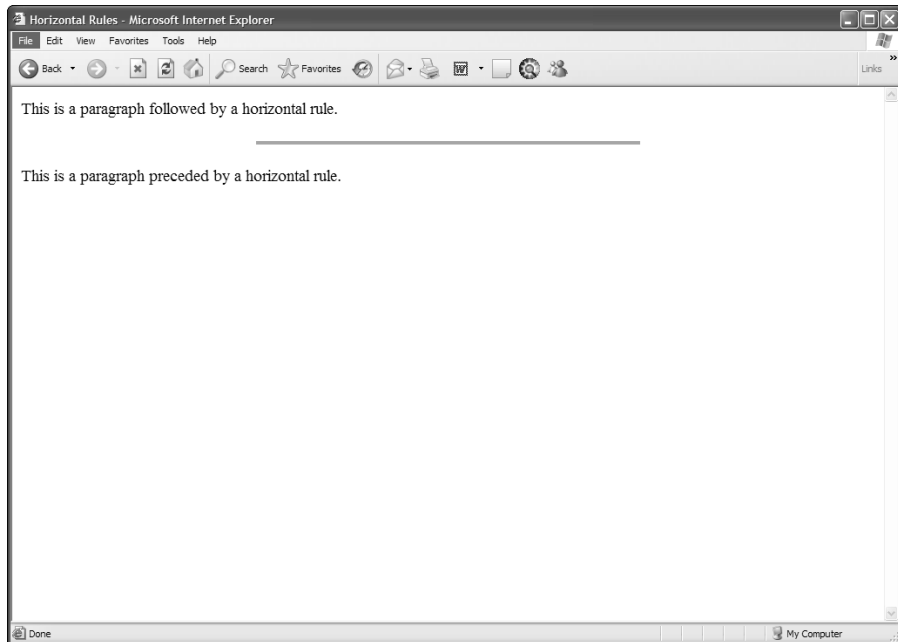 Horizontal Rules - Microsoft Internet Explorer
File Edit View Favorites Tools Help
Back Search Favorites W Links »
This is a paragraph followed by a horizontal rule.
This is a paragraph preceded by a horizontal rule.
Done My Computer